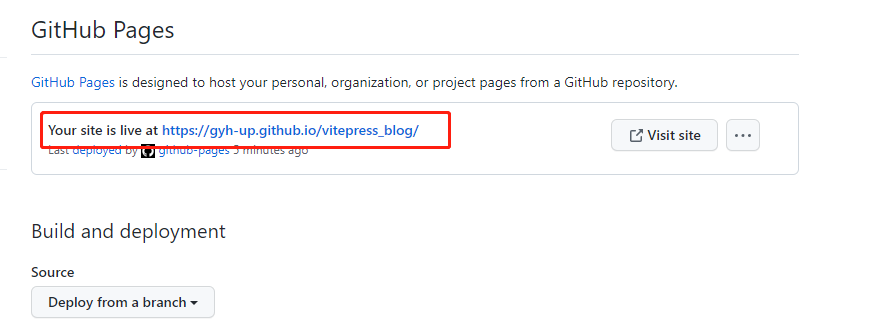 GitHub Pages
GitHub Pages is designed to host your personal, organization, or project pages from a GitHub repository.
Your site is live at https://gyh-up.github.io/vitepress_blog/
Visit site
Last deployed by github-pages 5 minutes ago
Build and deployment
Source
Deploy from a branch